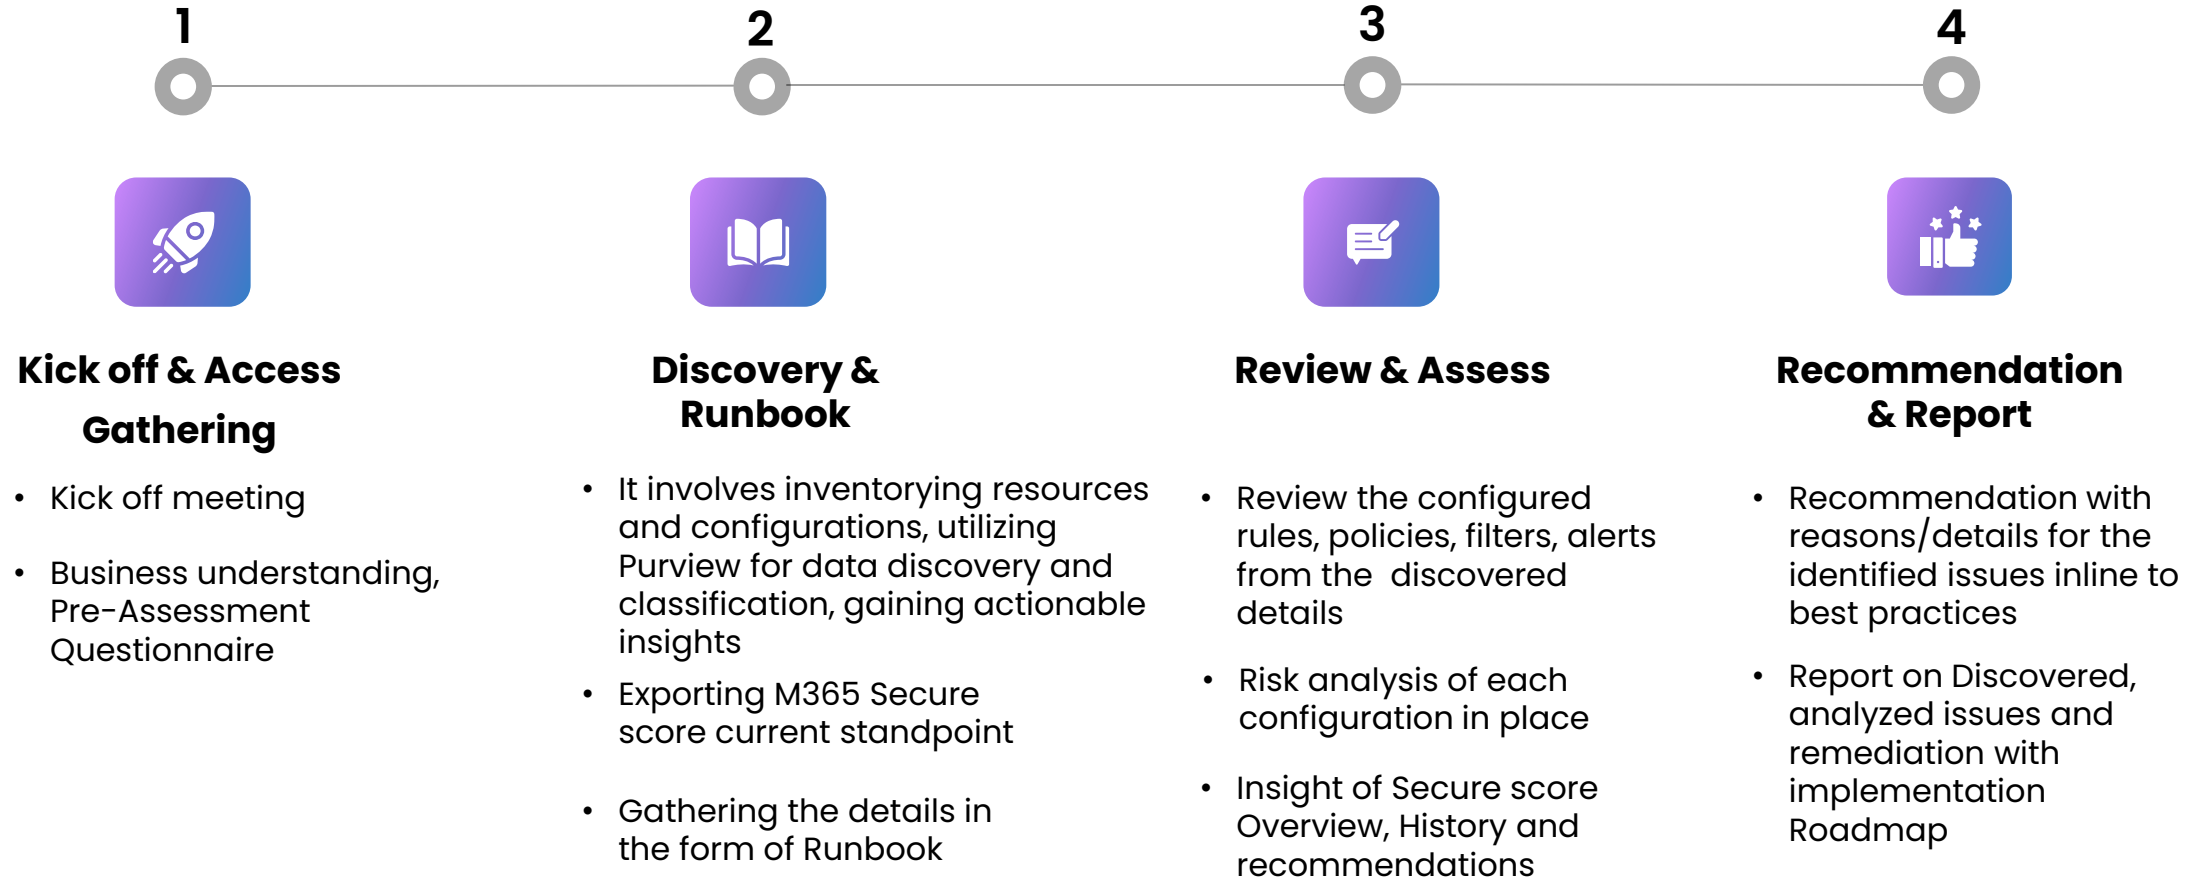 1
2
3
4
Kick off & Access
Gathering
• Kick off meeting
• Business understanding,
Pre-Assessment
Questionnaire
Discovery &
Runbook
• It involves inventorying resources
and configurations, utilizing
Purview for data discovery and
classification, gaining actionable
insights
• Exporting M365 Secure
score current standpoint
• Gathering the details in
the form of Runbook
Review & Assess
• Review the configured
rules, policies, filters, alerts
from the  discovered
details
• Risk analysis of each
configuration in place
• Insight of Secure score
Overview, History and
recommendations
Recommendation
& Report
• Recommendation with
reasons/details for the
identified issues inline to
best practices
• Report on Discovered,
analyzed issues and
remediation with
implementation
Roadmap